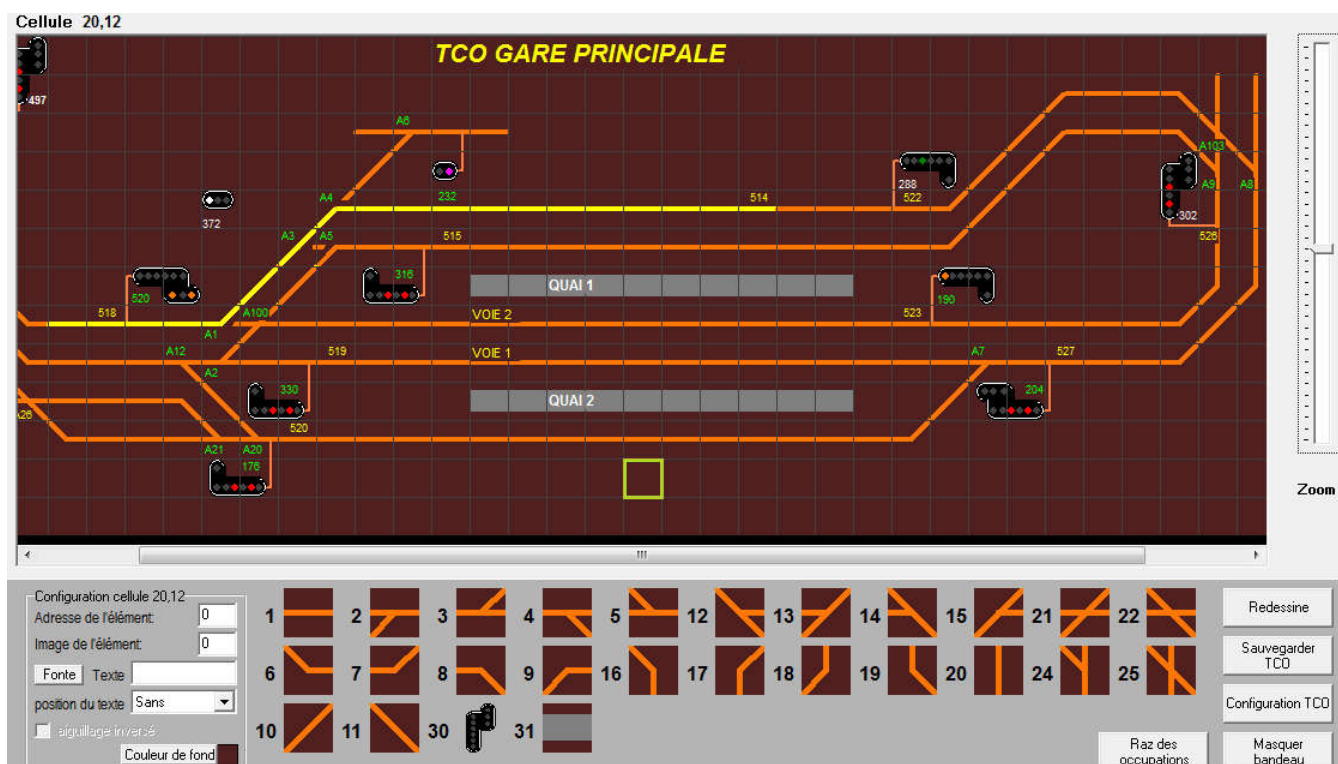 Cellule 20,12
TCO GARE PRINCIPALE
497
A6
A103
288
A9 A8
A4 232 514 522
372 302
A3 A5 515 526
316
QUAI 1
520 190
518 A100 VOIE 2 523
A1
A12 519 VOIE 1 A7 527
A2
330 204
QUAI 2
A26
520
A21 A20
176
Zoom
Configuration cellule 20,12
Adresse de l'élément: 0
Image de l'élément: 0
Fonte Texte
position du texte Sans
aiguillage inversé
Couleur de fond
1 2 3 4 5 12 13 14 15 21 22
6 7 8 9 16 17 18 19 20 24 25
10 11 30 31
Redessine
Sauvegarder
TCO
Configuration TCO
Raz des
occupations
Masquer
bandeau